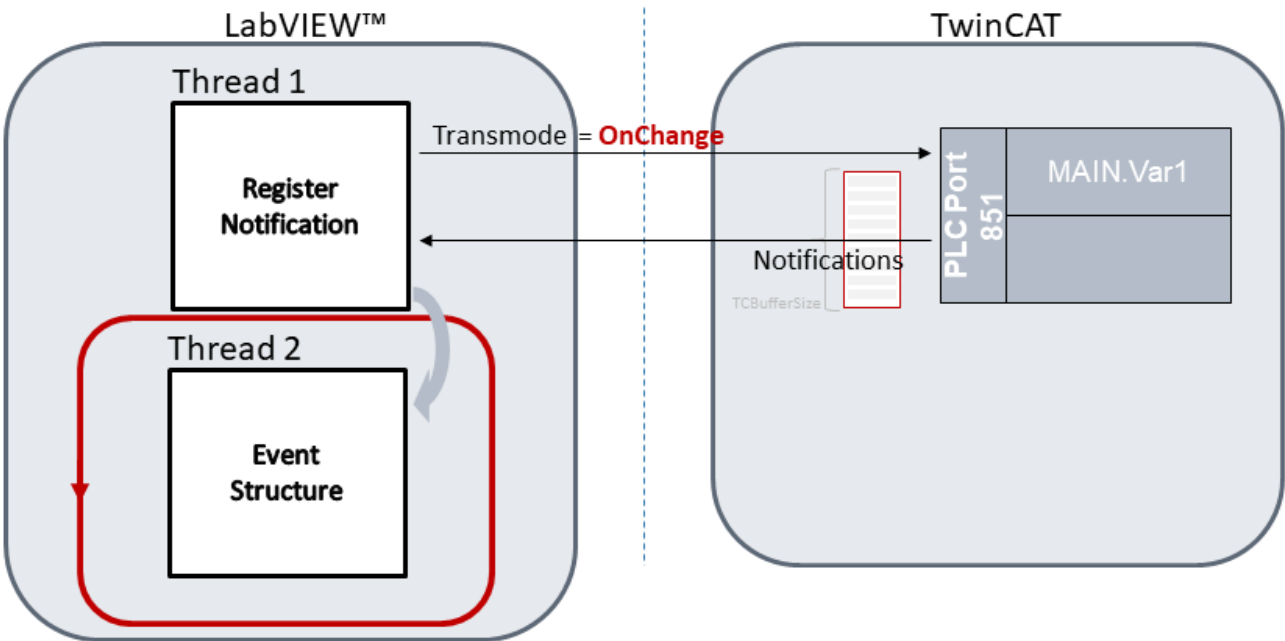 LabVIEW™
TwinCAT
Thread 1
Transmode = OnChange
Register
Notification
PLC Port
851
MAIN.Var1
Notifications
TCBufferSize
Thread 2
Event
Structure